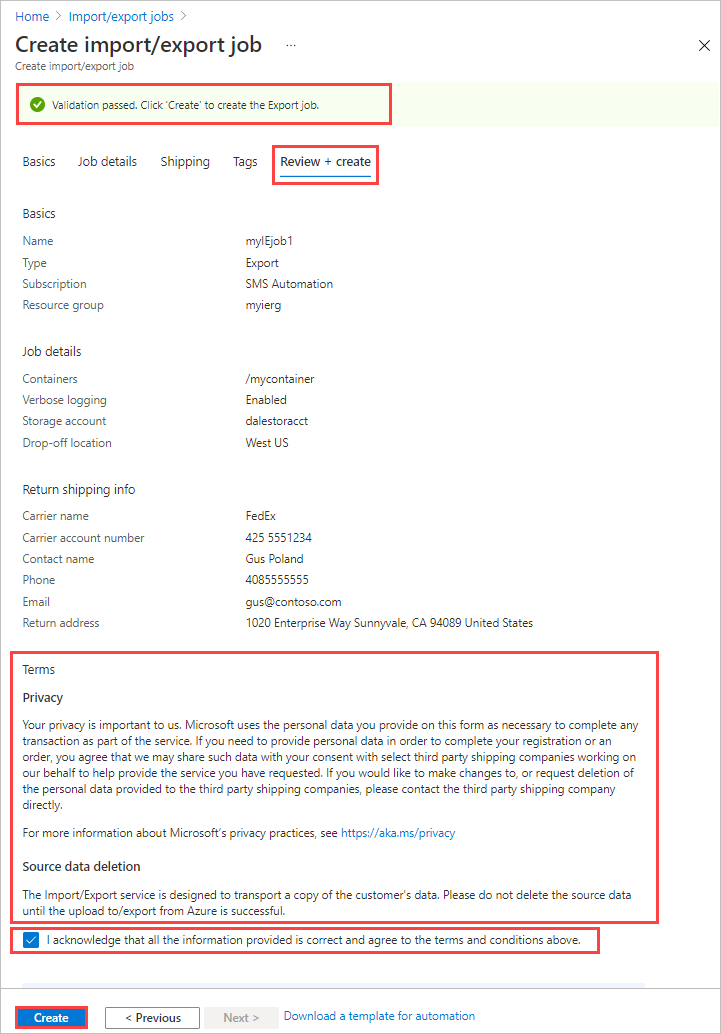 Home > Import/export jobs >
Create import/export job ...
Create import/export job
Validation passed. Click 'Create' to create the Export job.
Basics Job details Shipping Tags Review + create
Basics
Name myIEjob1
Type Export
Subscription SMS Automation
Resource group myierg
Job details
Containers /mycontainer
Verbose logging Enabled
Storage account dalestoracct
Drop-off location West US
Return shipping info
Carrier name FedEx
Carrier account number 425 5551234
Contact name Gus Poland
Phone 4085555555
Email gus@contoso.com
Return address 1020 Enterprise Way Sunnyvale, CA 94089 United States
Terms
Privacy
Your privacy is important to us. Microsoft uses the personal data you provide on this form as necessary to complete any
transaction as part of the service. If you need to provide personal data in order to complete your registration or an
order, you agree that we may share such data with your consent with select third party shipping companies working on
our behalf to help provide the service you have requested. If you would like to make changes to, or request deletion of
the personal data provided to the third party shipping companies, please contact the third party shipping company
directly.
For more information about Microsoft's privacy practices, see https://aka.ms/privacy
Source data deletion
The Import/Export service is designed to transport a copy of the customer's data. Please do not delete the source data
until the upload to/export from Azure is successful.
I acknowledge that all the information provided is correct and agree to the terms and conditions above.
Create < Previous Next > Download a template for automation